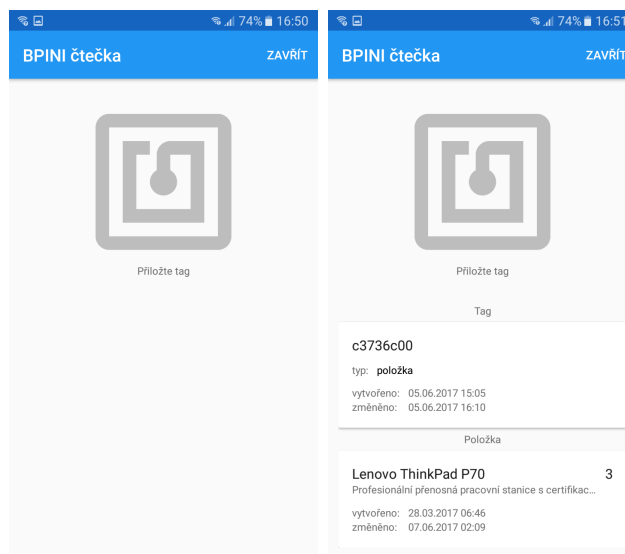 74% 16:50
BPINI čtečka ZAVŘÍT
Přiložte tag
74% 16:51
BPINI čtečka ZAVŘÍT
Přiložte tag
Tag
c3736c00
typ: položka
vytvořeno: 05.06.2017 15:05
změněno: 05.06.2017 16:10
Položka
Lenovo ThinkPad P70 3
Profesionální přenosná pracovní stanice s certifikac...
vytvořeno: 28.03.2017 06:46
změněno: 07.06.2017 02:09